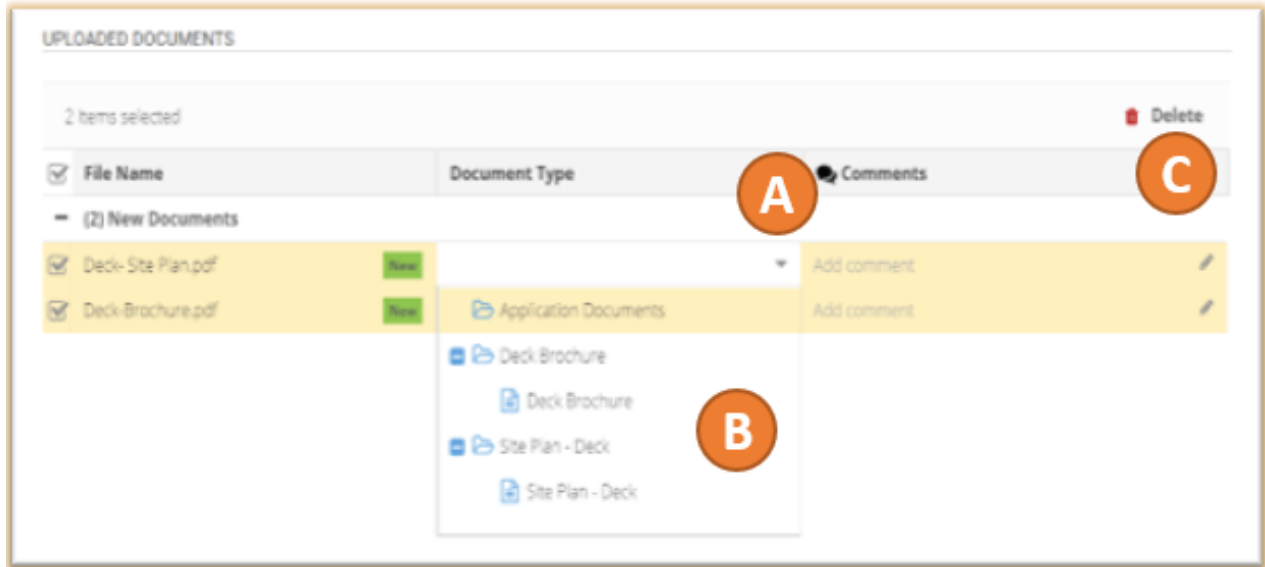 UPLOADED DOCUMENTS
2 items selected Delete
File Name Document Type A Comments C
(2) New Documents
Deck- Site Plan.pdf New Add comment
Deck-Brochure.pdf New Application Documents Add comment
Deck Brochure
Deck Brochure
B
Site Plan - Deck
Site Plan - Deck